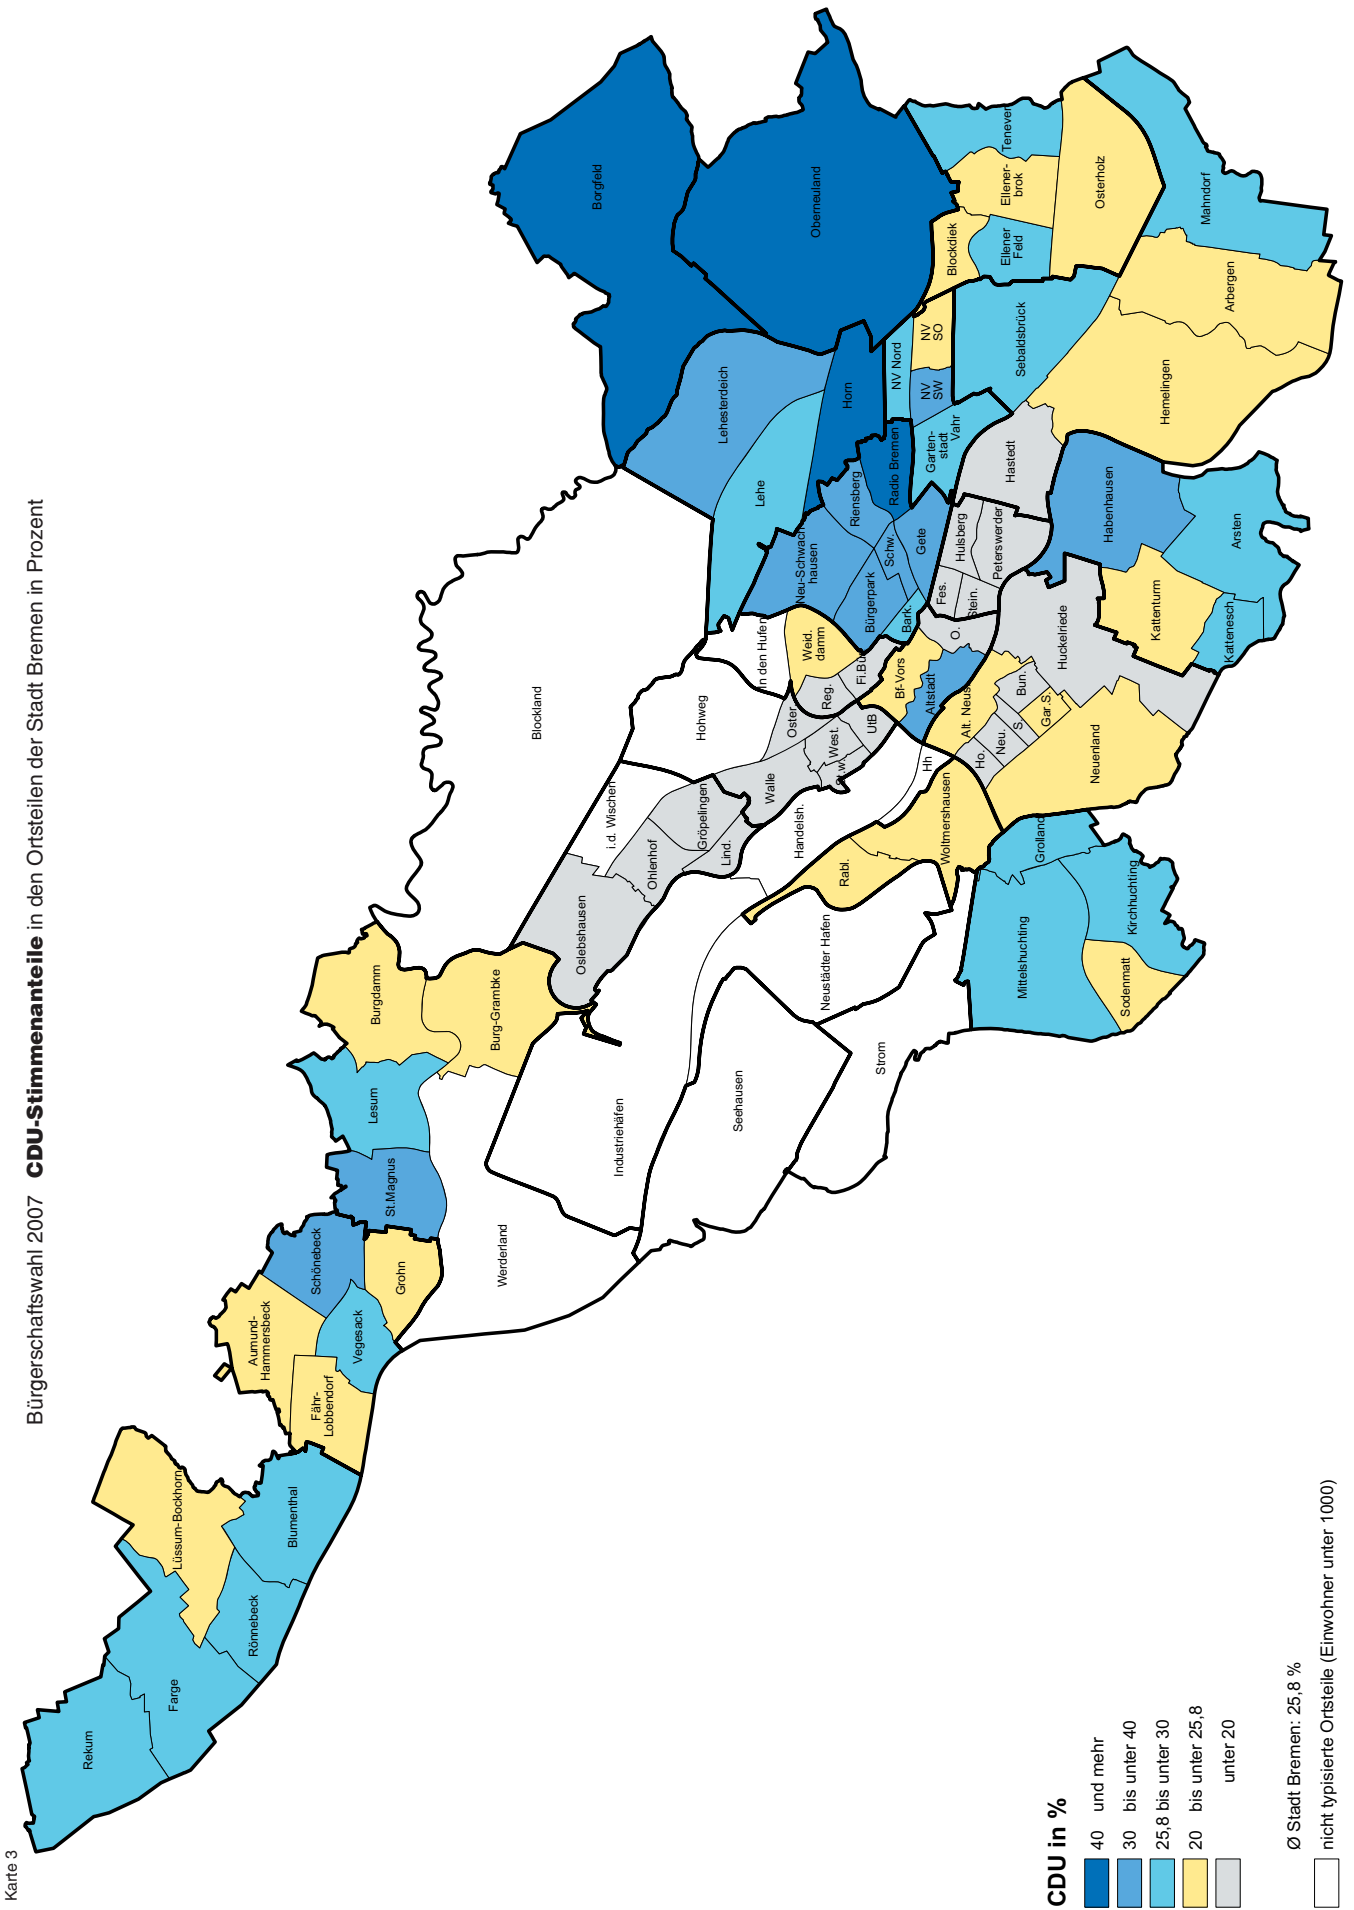 Karte 3
Bürgerschaftswahl 2007 CDU-Stimmenanteile in den Ortsteilen der Stadt Bremen in Prozent
Rekum
Farge
Rönnebeck
Lüssum-Bockhorn
Blumenthal
Fähr-
Lobbendorf
Aumund-
Hammersbeck
Vegesack
Schönebeck
Grohn
St.Magnus
Lesum
Burgdamm
Burg-Grambke
Werderland
Industriehäfen
Seehausen
Strom
Neustädter Hafen
Oslebshausen
Ohlenhof
i.d. Wischen
Gröpelingen
Lind.
Blockland
Hohweg
In den Hufen
Walle
Oster.
West.
UtB
Reg.
Handelsh.
Hh
Rabl.
Woltmershausen
Weid.
damm
Bf-Vors
Altstadt
O.
Bürgerpark
Bark.
Neu-Schwach
hausen
Riensberg
Schw.
Gete
Radio Bremen
Lehe
Lehesterdeich
Horn
Borgfeld
Oberneuland
NV Nord
NV
SW
NV
SO
Garten-
stadt
Vahr
Blockdiek
Ellener
Feld
Ellener-
brok
Tenever
Osterholz
Sebaldsbrück
Hastedt
Hemelingen
Arbergen
Mahndorf
Hulsberg
Peterswerder
Fes.
Stein.
Habenhausen
Arsten
Kattenturm
Kattenesch
Huckelriede
Bun.
Gar.S.
S.
Neu.
Ho.
Alt. Neus
Neuenland
Grolland
Kirchhuchting
Mittelshuchting
Sodenmatt
CDU in %
40 und mehr
30 bis unter 40
25,8 bis unter 30
20 bis unter 25,8
unter 20
Ø Stadt Bremen: 25,8 %
nicht typisierte Ortsteile (Einwohner unter 1000)